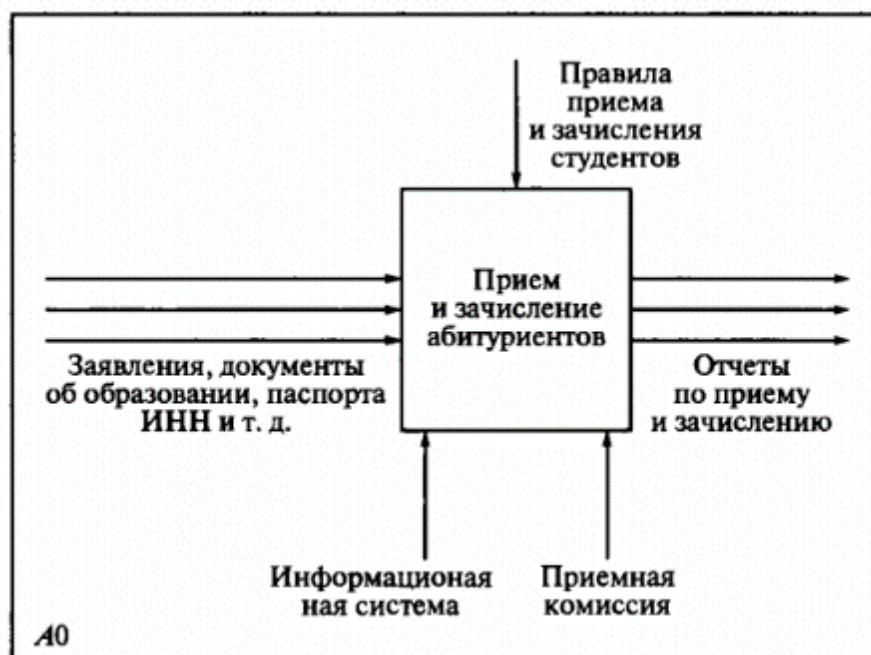 Правила
приема
и зачисления
студентов
Прием
и зачисление
абитуриентов
Заявления, документы
об образовании, паспорта
ИНН и т. д.
Отчеты
по приему
и зачислению
Информационая
ная система
Приемная
комиссия
A0